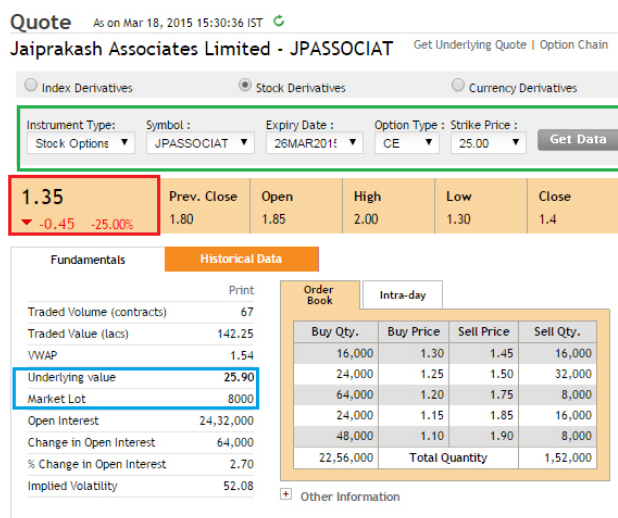 Quote As on Mar 18, 2015 15:30:36 IST
Jaiprakash Associates Limited - JPASSOCIAT Get Underlying Quote | Option Chain
Index Derivatives Stock Derivatives Currency Derivatives
Instrument Type: Symbol : Expiry Date : Option Type : Strike Price :
Stock Options JPASSOCIAT 26MAR201 CE 25.00 Get Data
1.35 Prev. Close Open High Low Close
-0.45 -25.00% 1.80 1.85 2.00 1.30 1.4
Fundamentals Historical Data
Print
Traded Volume (contracts) 67
Traded Value (lacs) 142.25
VWAP 1.54
Underlying value 25.90
Market Lot 8000
Open Interest 24,32,000
Change in Open Interest 64,000
% Change in Open Interest 2.70
Implied Volatility 52.08
Order Book Intra-day
Buy Qty. Buy Price Sell Price Sell Qty.
16,000 1.30 1.45 16,000
24,000 1.25 1.50 32,000
64,000 1.20 1.75 8,000
24,000 1.15 1.85 16,000
48,000 1.10 1.90 8,000
22,56,000 Total Quantity 1,52,000
+ Other Information